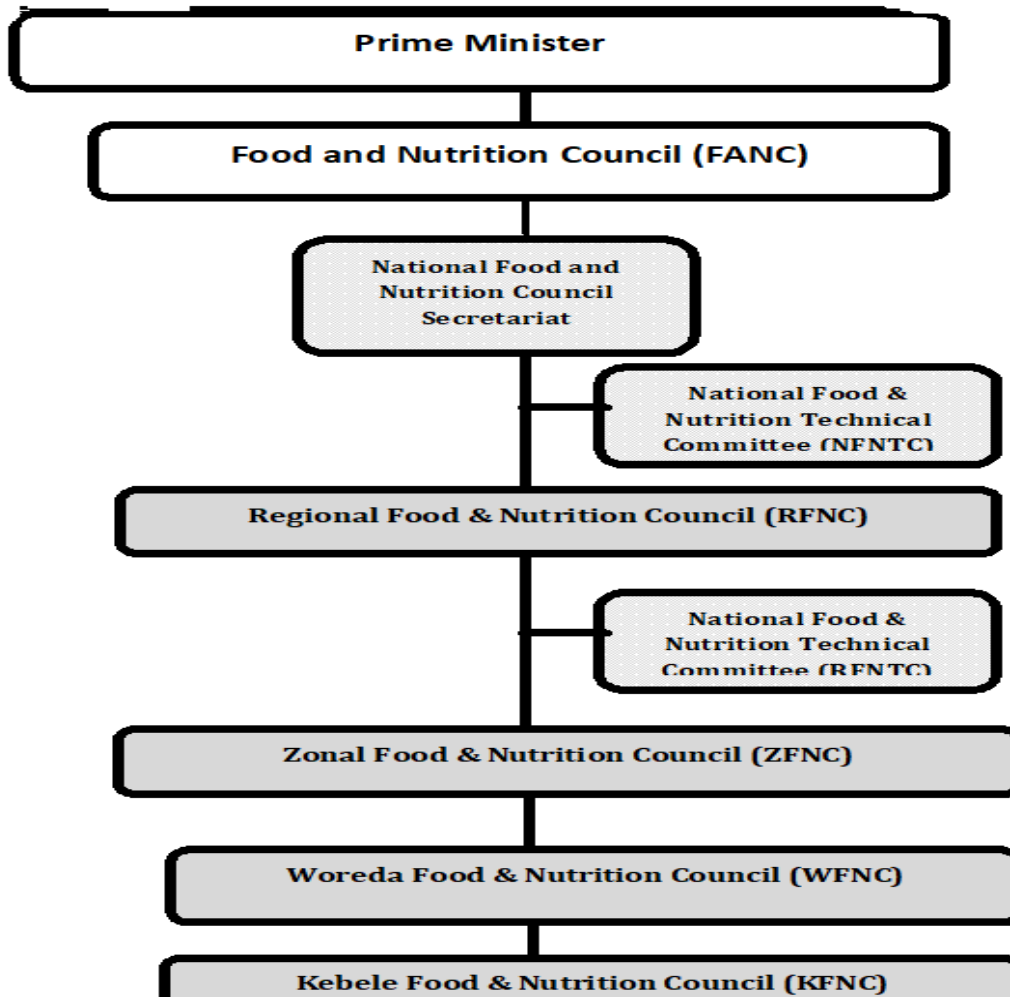 Prime Minister
Food and Nutrition Council (FANC)
National Food and
Nutrition Council
Secretariat
National Food &
Nutrition Technical
Committee (NFNTC)
Regional Food & Nutrition Council (RFNC)
National Food &
Nutrition Technical
Committee (RFNTC)
Zonal Food & Nutrition Council (ZFNC)
Woreda Food & Nutrition Council (WFNC)
Kebele Food & Nutrition Council (KFNC)